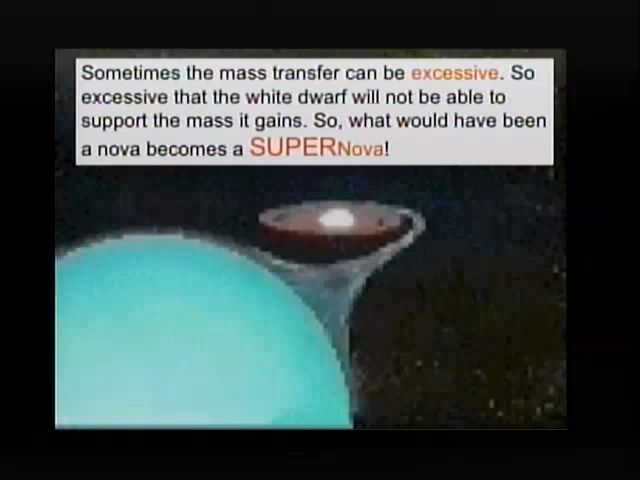 Sometimes the mass transfer can be excessive. So
excessive that the white dwarf will not be able to
support the mass it gains. So, what would have been
a nova becomes a SUPERNova!